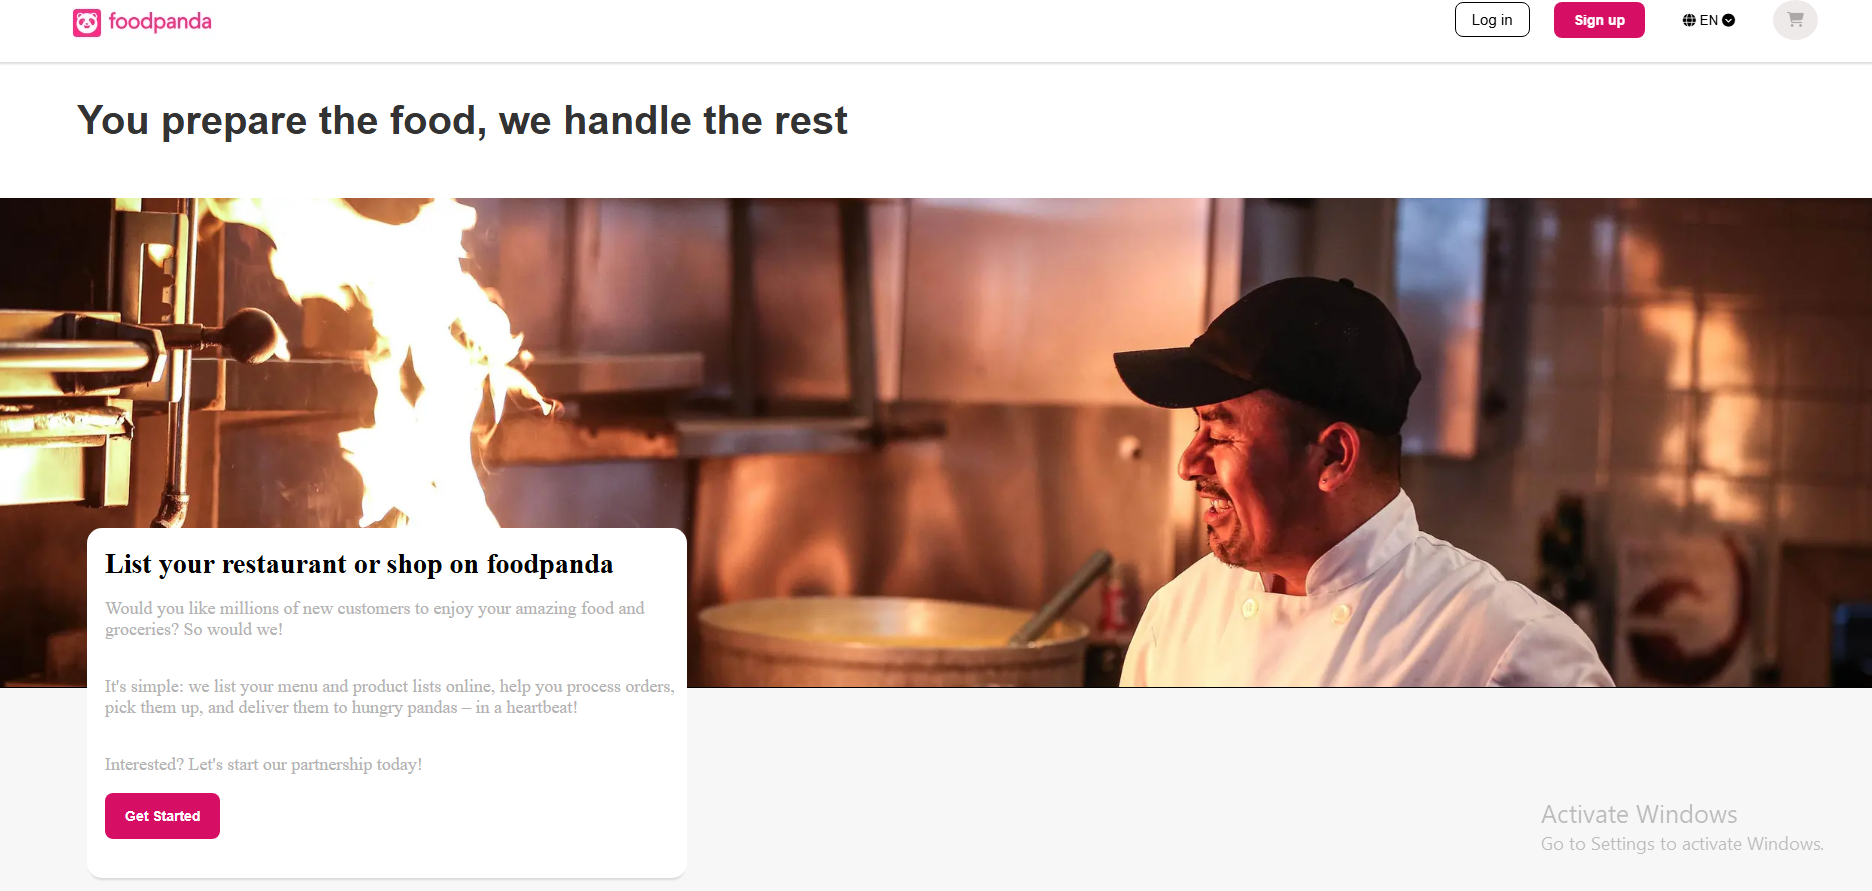 foodpanda
Log in
Sign up
EN
You prepare the food, we handle the rest
List your restaurant or shop on foodpanda
Would you like millions of new customers to enjoy your amazing food and
groceries? So would we!
It's simple: we list your menu and product lists online, help you process orders,
pick them up, and deliver them to hungry pandas – in a heartbeat!
Interested? Let's start our partnership today!
Get Started
Activate Windows
Go to Settings to activate Windows.